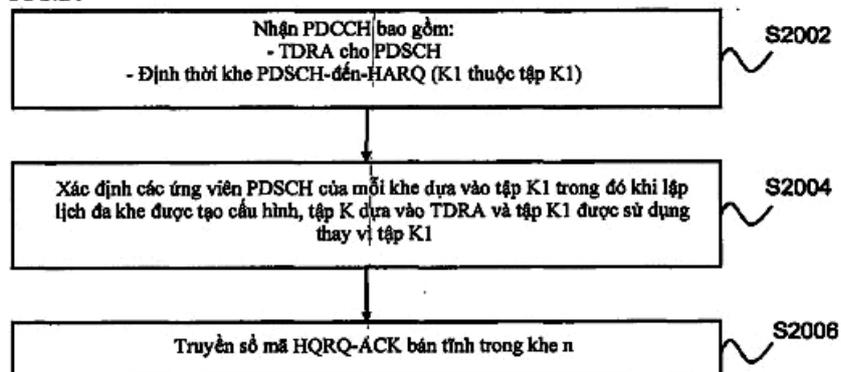 Nhận PDCCH bao gồm:
- TDRA cho PDSCH
- Định thời khe PDSCH-đến-HARQ (K1 thuộc tập K1)
S2002
Xác định các ứng viên PDSCH của mỗi khe dựa vào tập K1 trong đó khi lập
lịch đa khe được tạo cấu hình, tập K dựa vào TDRA và tập K1 được sử dụng
thay vì tập K1
S2004
Truyền sổ mã HQRQ-ACK bán tĩnh trong khe n
S2006